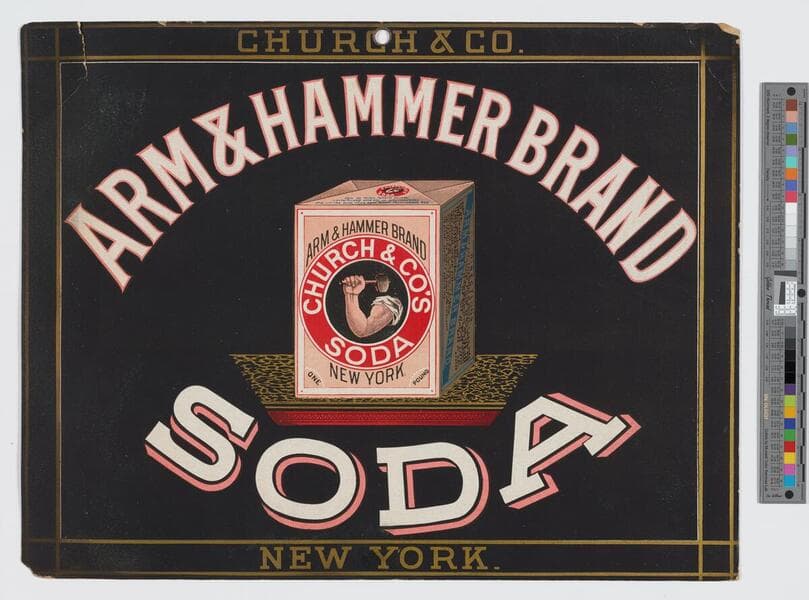 CHURCH & CO.
ARM & HAMMER BRAND
ARM & HAMMER BRAND
CHURCH & CO'S
SODA
NEW YORK
ONE POUND
SODA
NEW YORK.